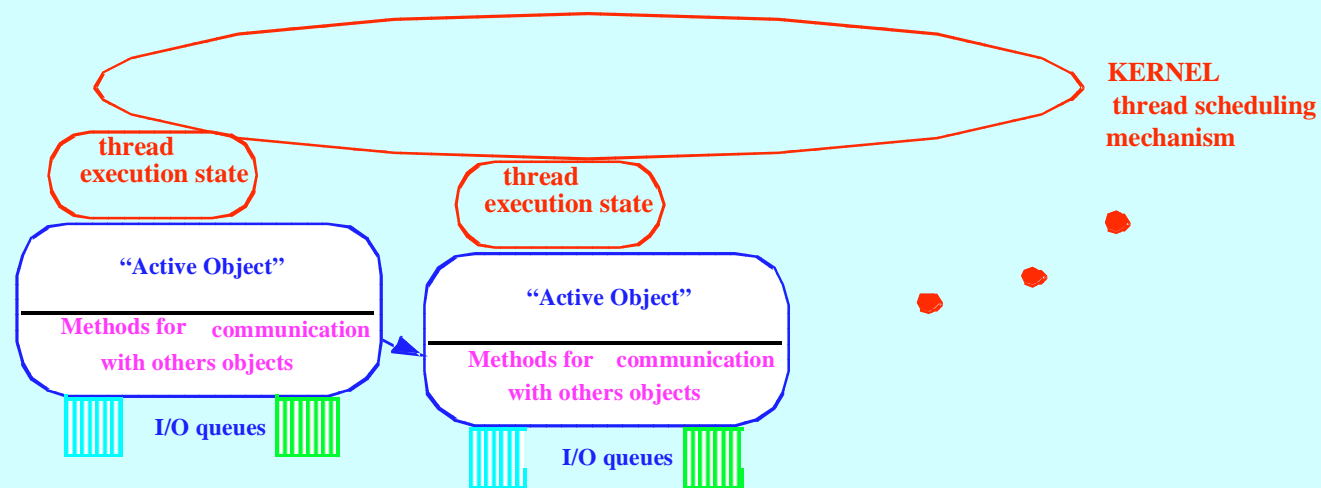 KERNEL
thread scheduling
mechanism
thread
execution state
thread
execution state
“Active Object”
Methods for communication
with others objects
I/O queues
“Active Object”
Methods for communication
with others objects
I/O queues